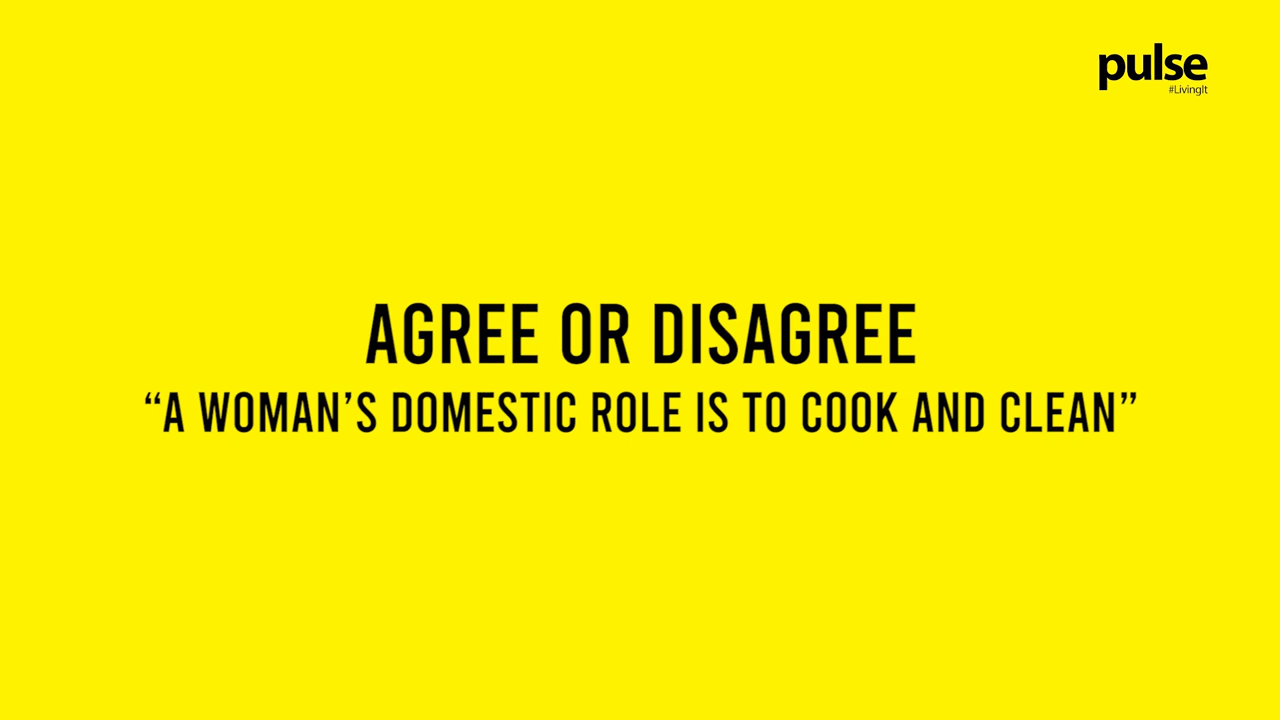 pulse
#LivingIt
AGREE OR DISAGREE
“A WOMAN’S DOMESTIC ROLE IS TO COOK AND CLEAN”